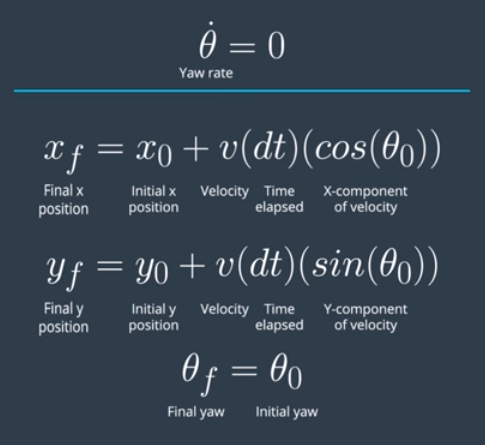 θ̇ = 0
Yaw rate
x_f = x_0 + v(dt)(cos(θ_0))
Final x position Initial x position Velocity Time elapsed X-component of velocity
y_f = y_0 + v(dt)(sin(θ_0))
Final y position Initial y position Velocity Time elapsed Y-component of velocity
θ_f = θ_0
Final yaw Initial yaw